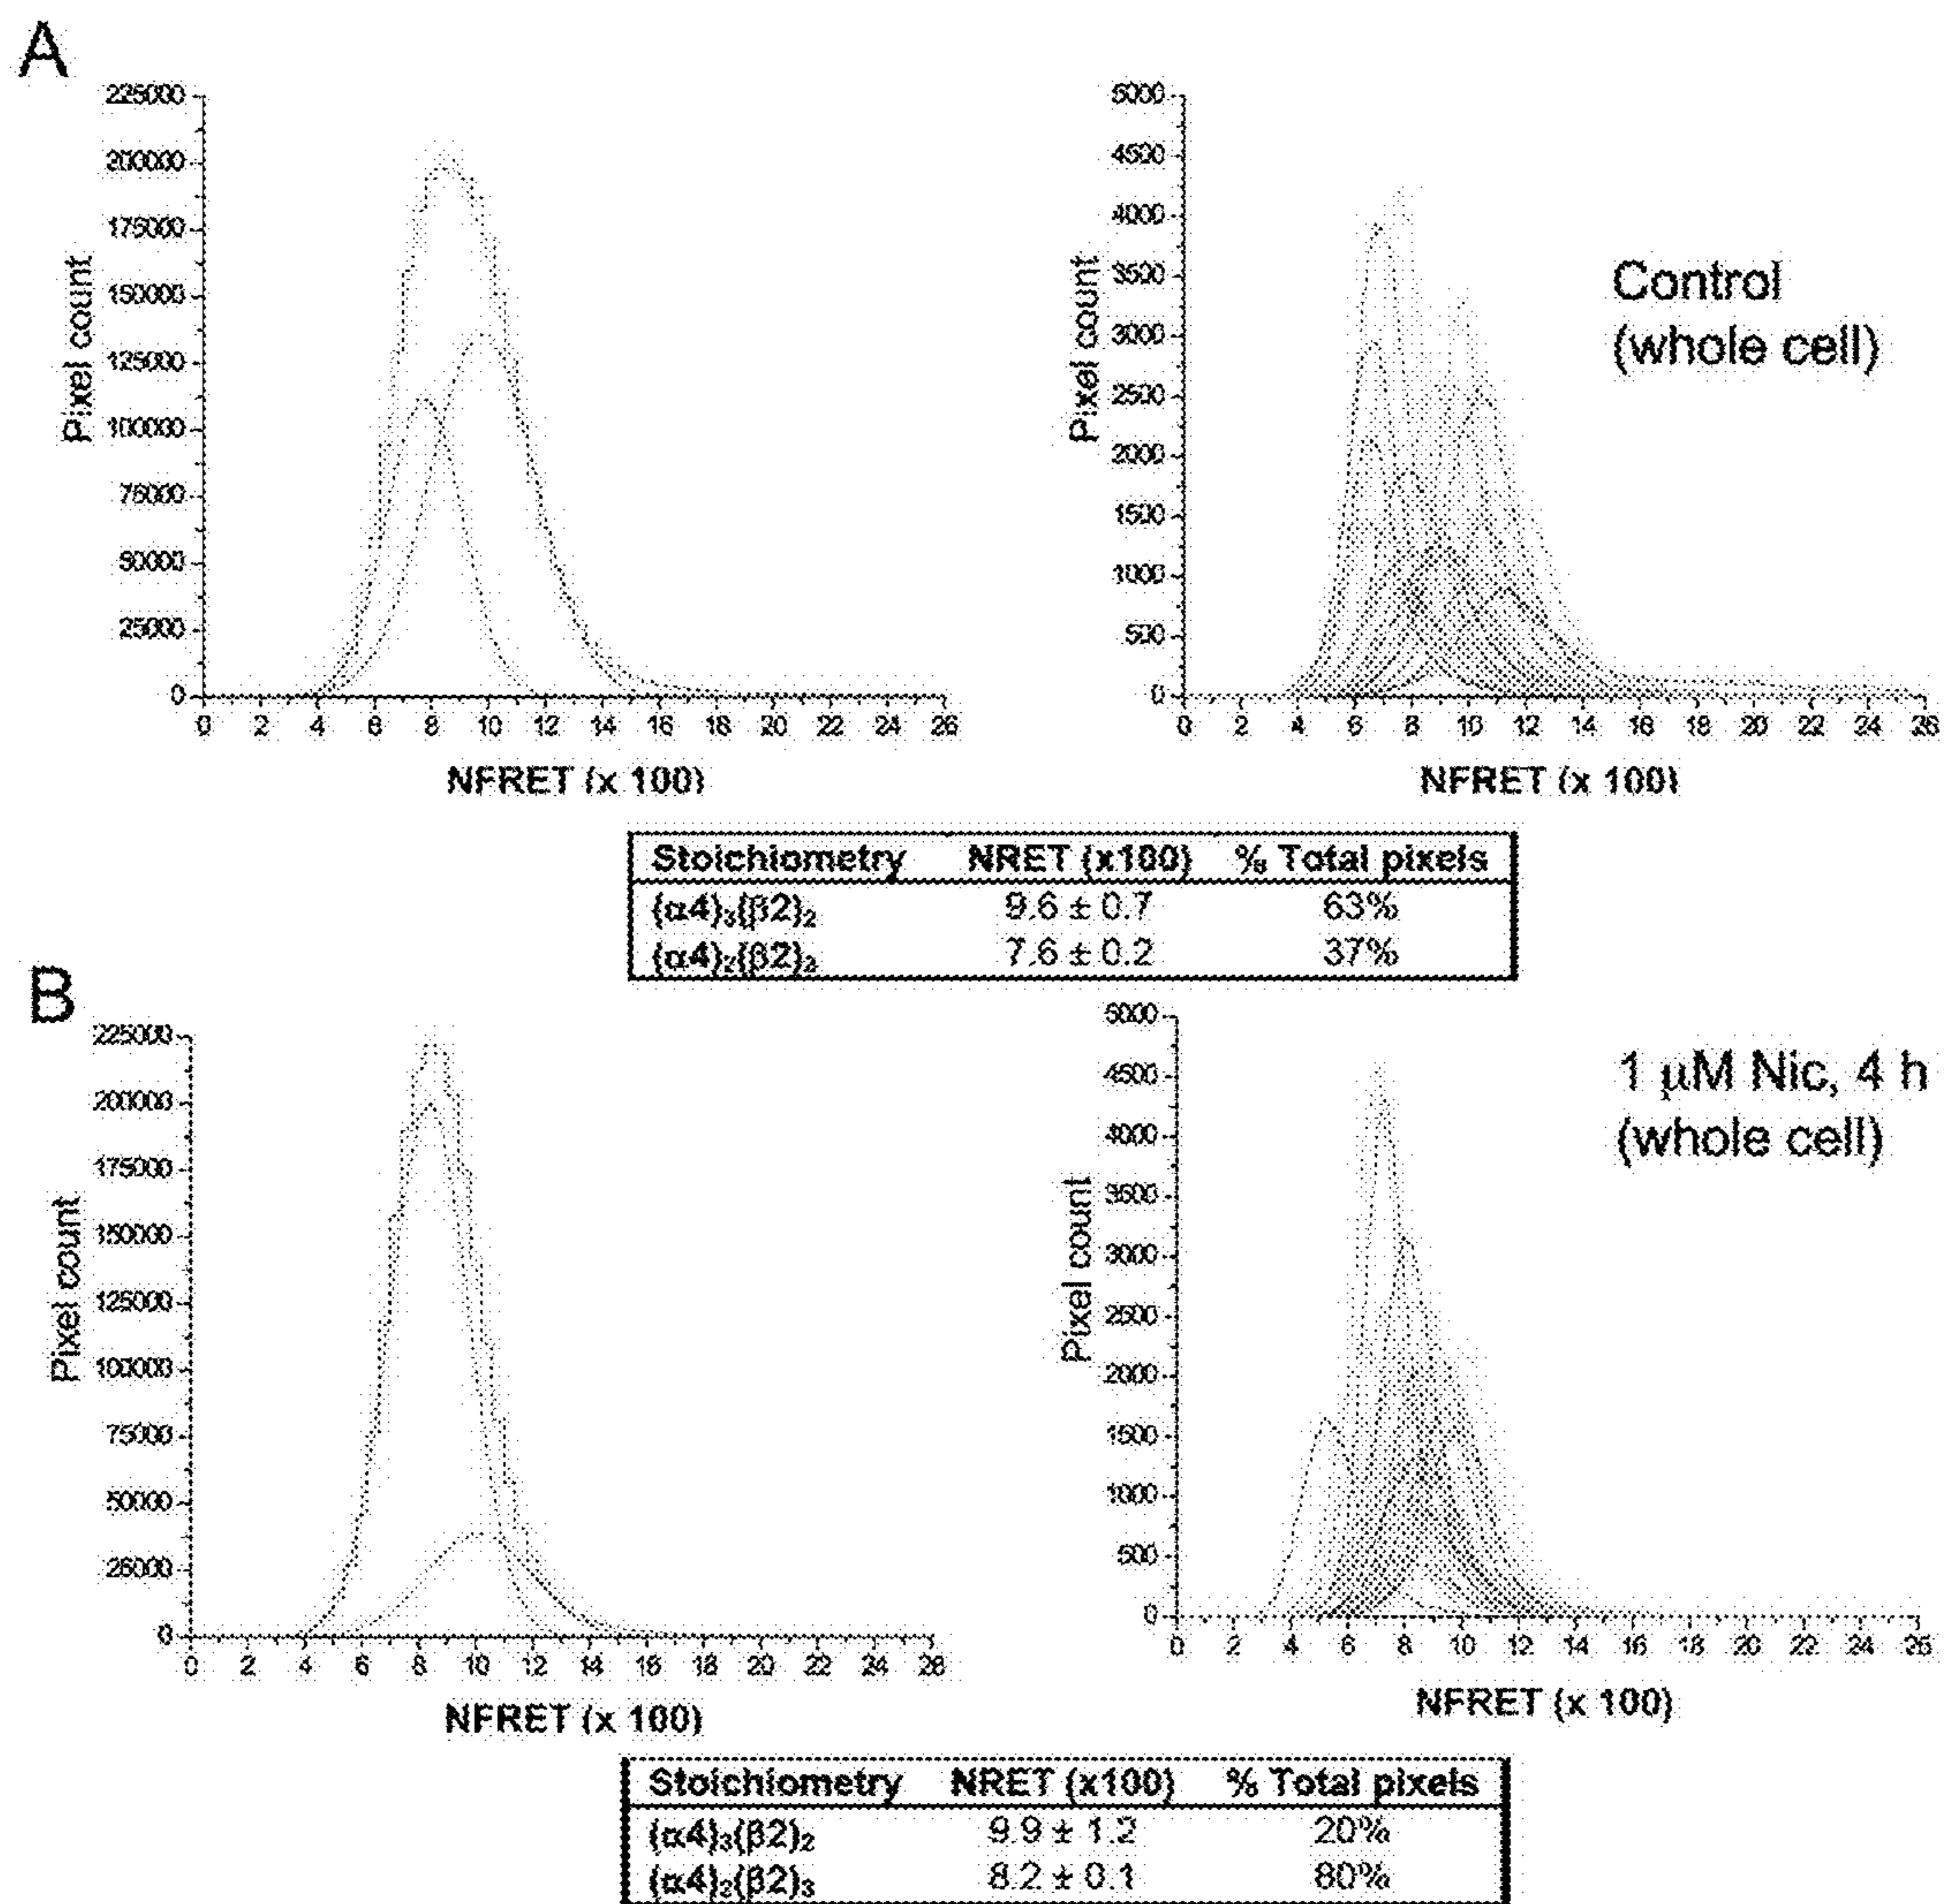 A
225000
200000
175000
150000
125000
100000
75000
50000
25000
0
Pixel count
0 2 4 6 8 10 12 14 16 18 20 22 24 26
NFRET (x 100)
5000
4500
4000
3500
3000
2500
2000
1500
1000
500
0
Pixel count
0 2 4 6 8 10 12 14 16 18 20 22 24 26
NFRET (x 100)
Control
(whole cell)
Stoichiometry NRET (x100) % Total pixels
(α4)₃(β2)₂ 9.6 ± 0.7 63%
(α4)₂(β2)₃ 7.6 ± 0.2 37%
B
225000
200000
175000
150000
125000
100000
75000
50000
25000
0
Pixel count
0 2 4 6 8 10 12 14 16 18 20 22 24 26
NFRET (x 100)
5000
4500
4000
3500
3000
2500
2000
1500
1000
500
0
Pixel count
0 2 4 6 8 10 12 14 16 18 20 22 24 26
NFRET (x 100)
1 μM Nic, 4 h
(whole cell)
Stoichiometry NRET (x100) % Total pixels
(α4)₃(β2)₂ 9.9 ± 1.2 20%
(α4)₂(β2)₃ 8.2 ± 0.1 80%